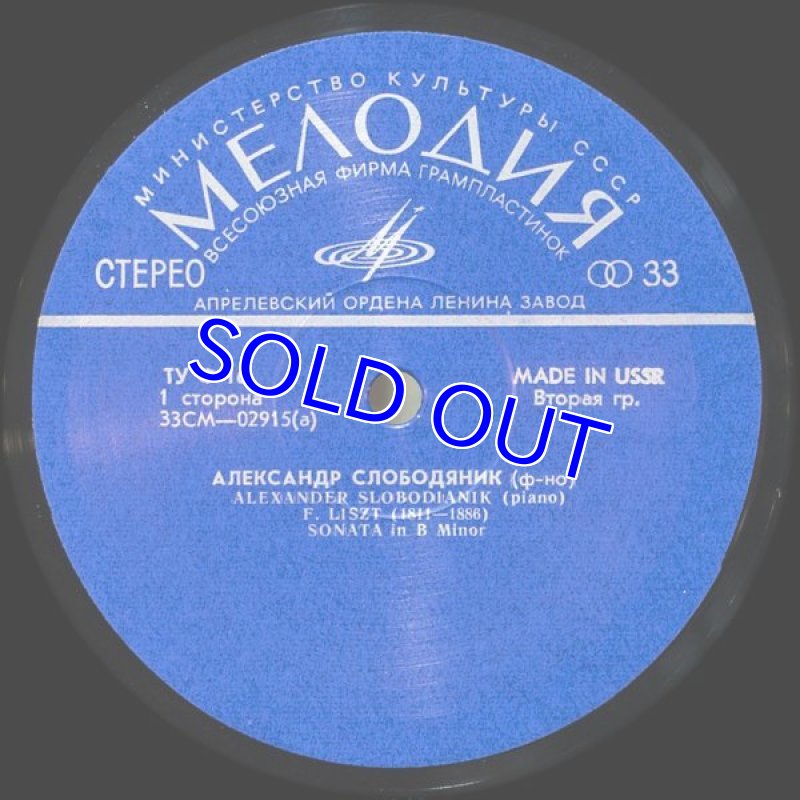 МИНИСТЕРСТВО КУЛЬТУРЫ СССР
МЕЛОДИЯ
ВСЕСОЮЗНАЯ ФИРМА ГРАМПЛАСТИНОК
СТЕРЕО
33
АПРЕЛЕВСКИЙ ОРДЕНА ЛЕНИНА ЗАВОД
ТУ
MADE IN USSR
1 сторона
Вторая гр.
33СМ—02915(а)
SOLD OUT
АЛЕКСАНДР СЛОБОДЯНИК (ф-но)
ALEXANDER SLOBODIANIK (piano)
F. LISZT (1811—1886)
SONATA in B Minor